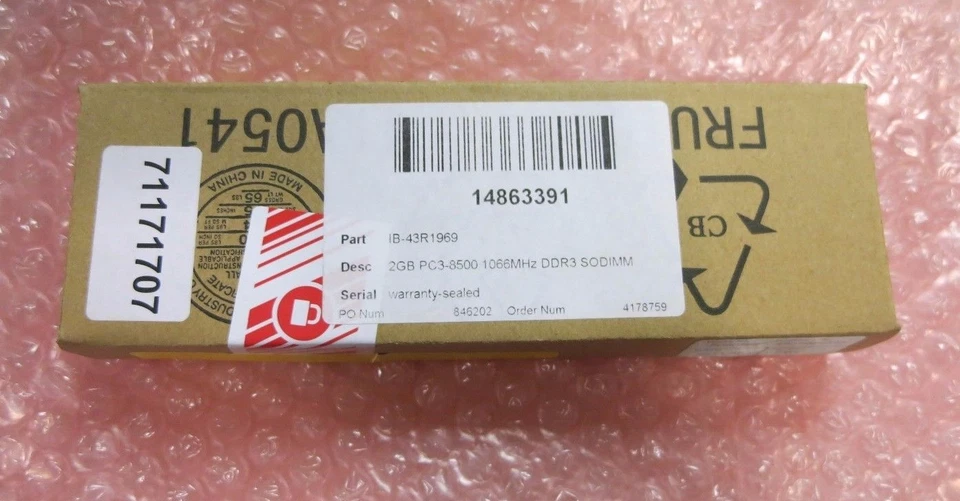 14863391
Part IB-43R1969
Desc 2GB PC3-8500 1066MHz DDR3 SODIMM
Serial warranty-sealed
PO Num 846202 Order Num 4178759
71171707
FRU
A0541
CB
MADE IN CHINA
65